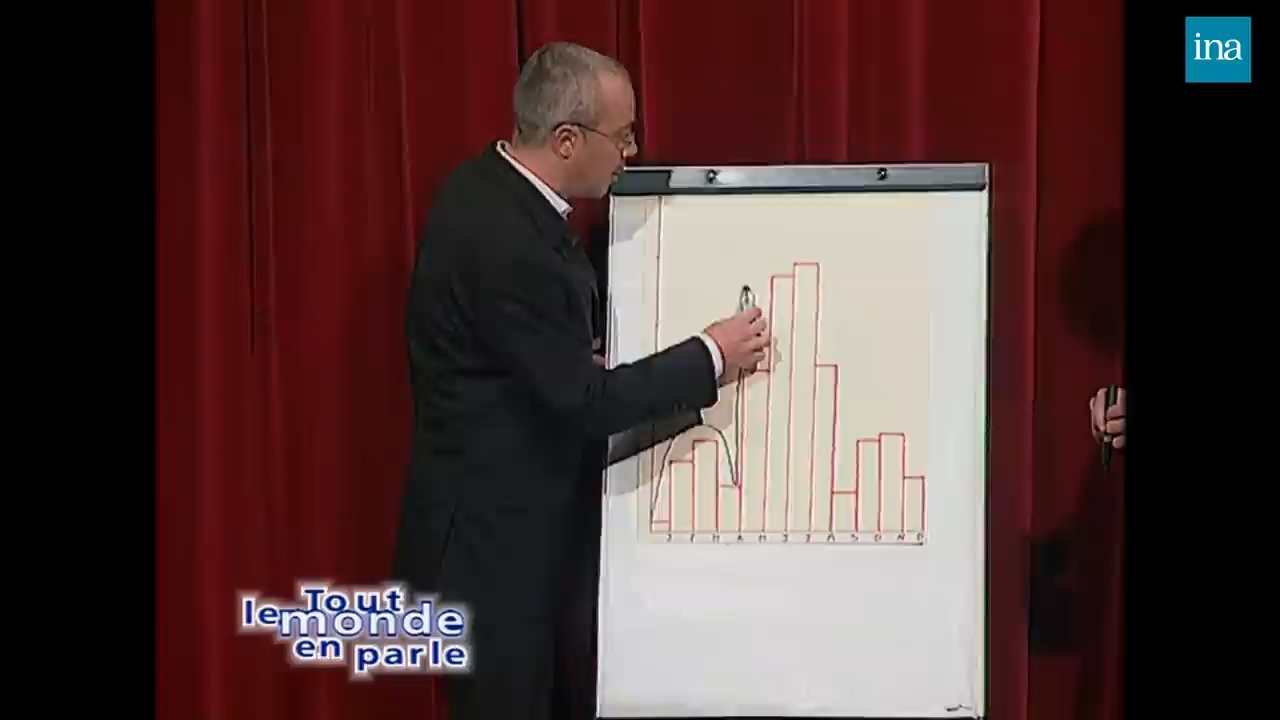 ina
J F M A M J J A S O N D
Tout
le monde
en parle